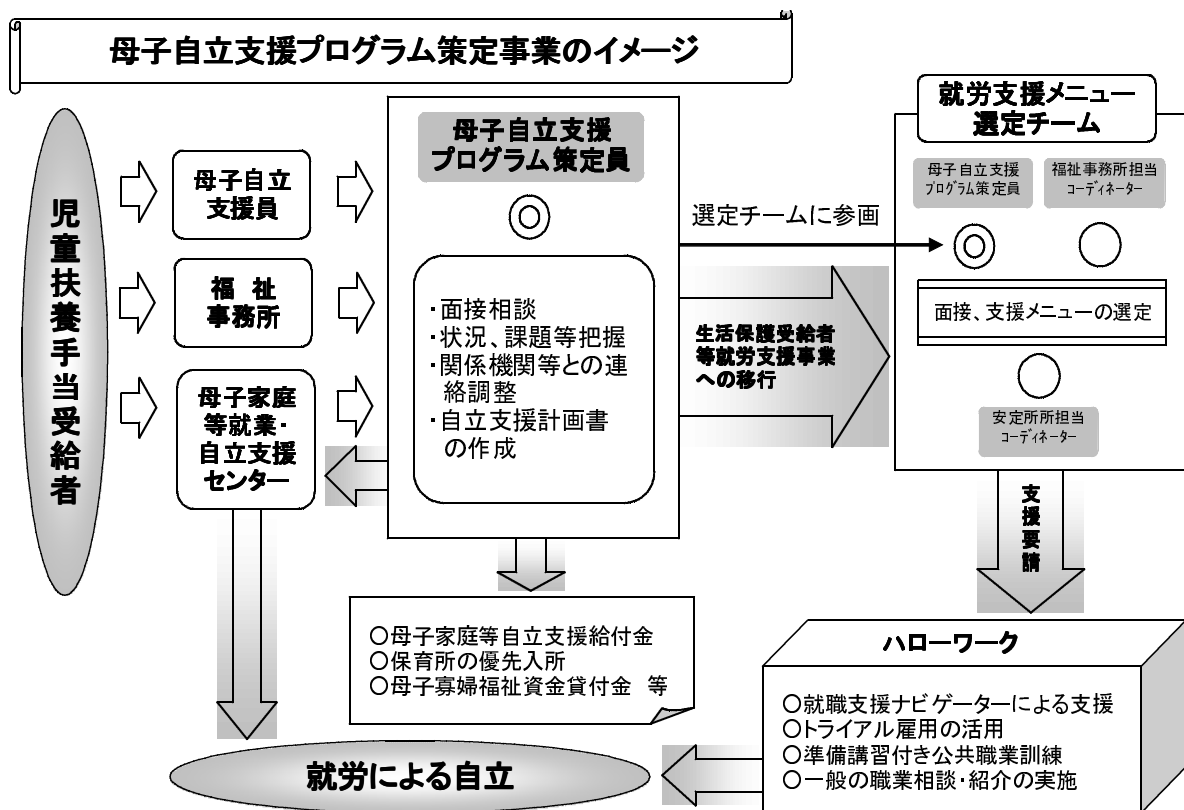 母子自立支援プログラム策定事業のイメージ
児童扶養手当受給者
母子自立
支援員
福　祉
事務所
母子家庭
等就業・
自立支援
センター
母子自立支援
プログラム策定員
・面接相談
・状況、課題等把握
・関係機関等との連
絡調整
・自立支援計画書
の作成
選定チームに参画
生活保護受給者
等就労支援事業
への移行
就労支援メニュー
選定チーム
母子自立支援
プログラム策定員
福祉事務所担当
コーディネーター
面接、支援メニューの選定
安定所所担当
コーディネーター
支援要請
○母子家庭等自立支援給付金
○保育所の優先入所
○母子寡婦福祉資金貸付金　等
ハローワーク
○就職支援ナビゲーターによる支援
○トライアル雇用の活用
○準備講習付き公共職業訓練
○一般の職業相談・紹介の実施
就労による自立